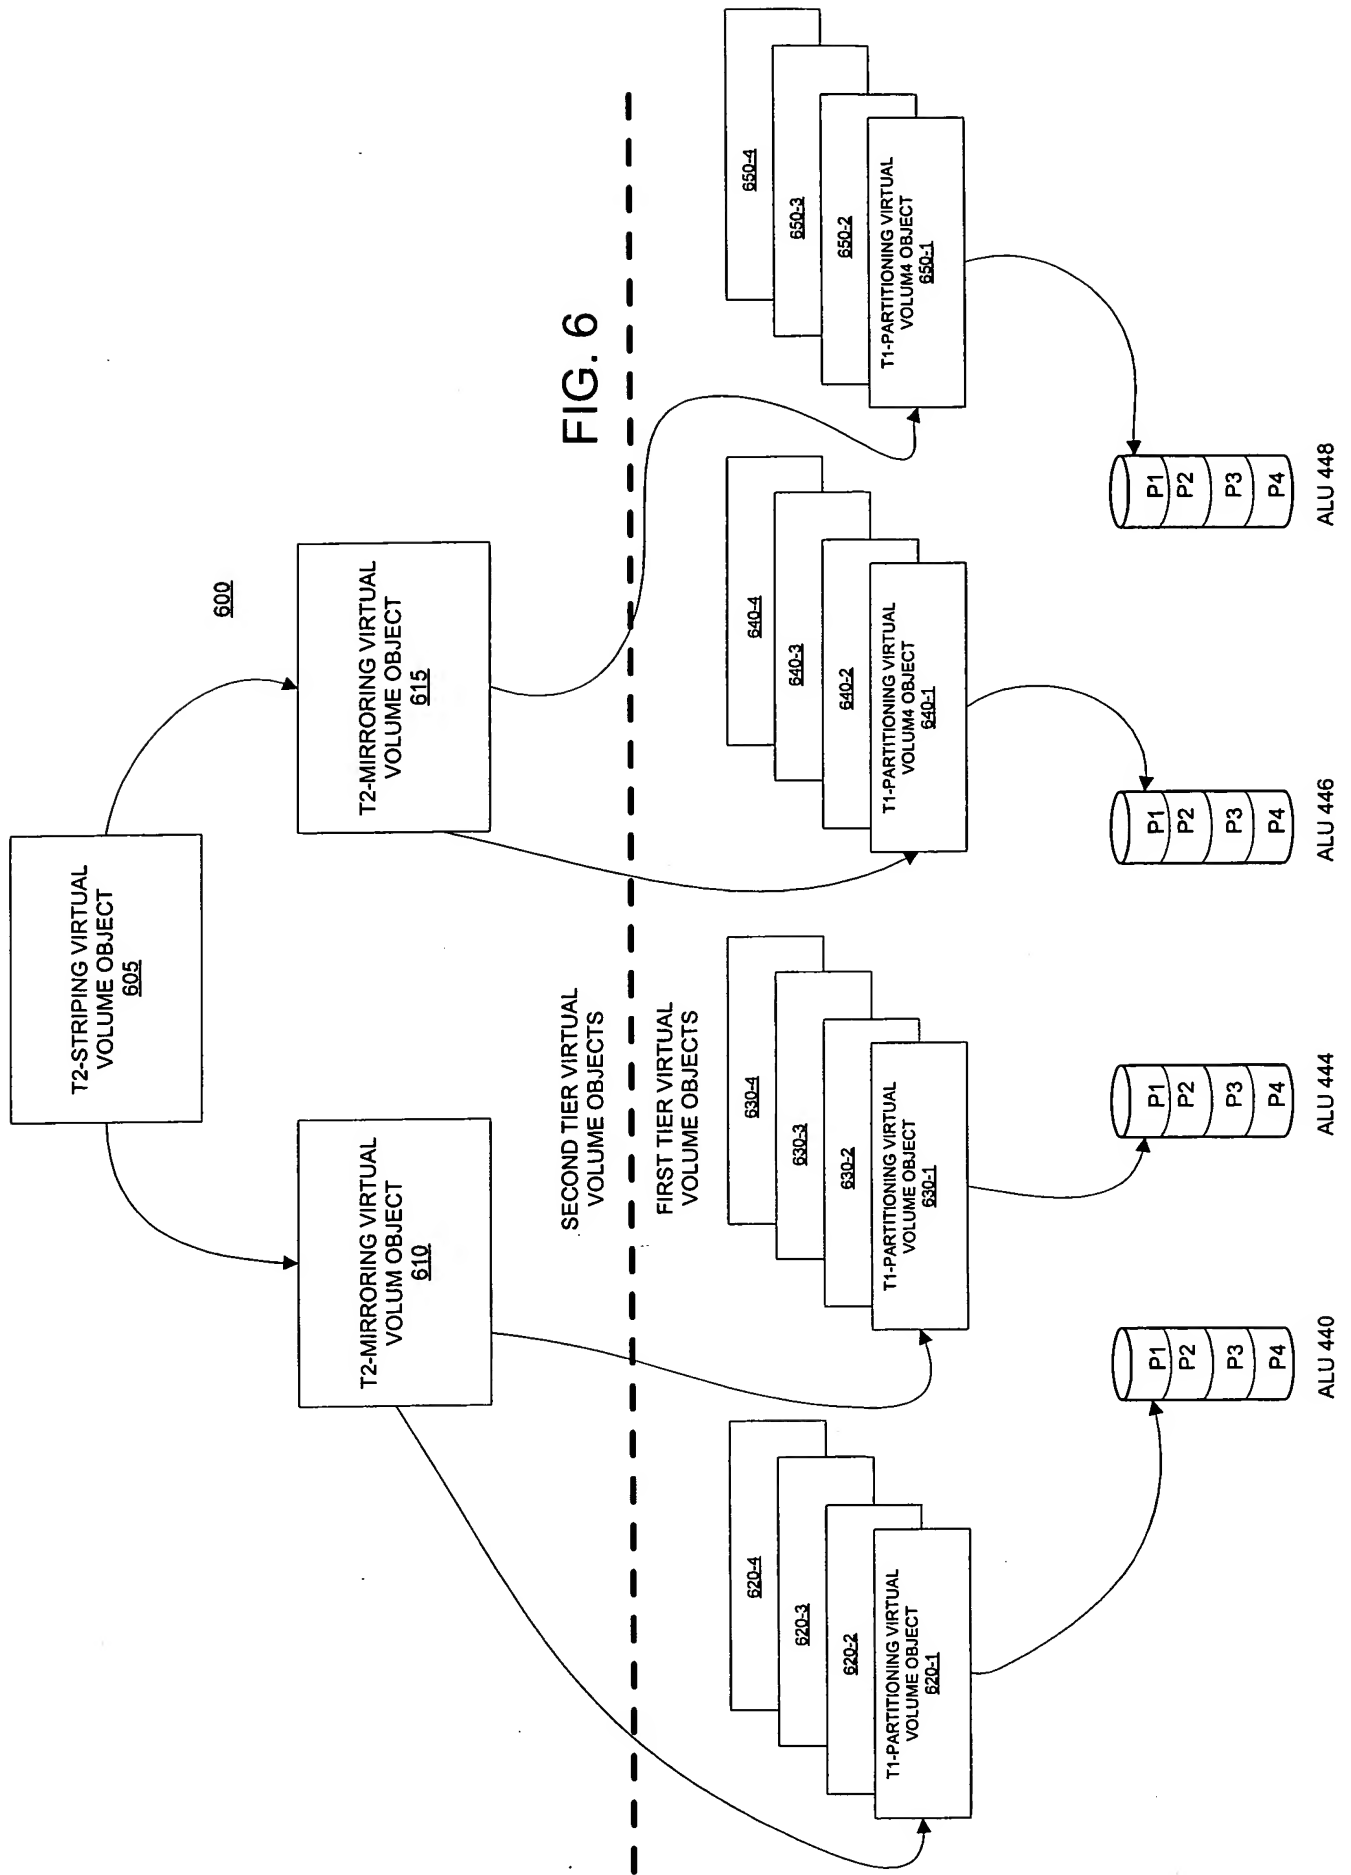 T2-STRIPING VIRTUAL
VOLUME OBJECT
605
600
T2-MIRRORING VIRTUAL
VOLUM OBJECT
610
T2-MIRRORING VIRTUAL
VOLUME OBJECT
615
FIG. 6
SECOND TIER VIRTUAL
VOLUME OBJECTS
FIRST TIER VIRTUAL
VOLUME OBJECTS
620-4
620-3
620-2
T1-PARTITIONING VIRTUAL
VOLUME OBJECT
620-1
630-4
630-3
630-2
T1-PARTITIONING VIRTUAL
VOLUME OBJECT
630-1
640-4
640-3
640-2
T1-PARTITIONING VIRTUAL
VOLUM4 OBJECT
640-1
650-4
650-3
650-2
T1-PARTITIONING VIRTUAL
VOLUM4 OBJECT
650-1
P1
P2
P3
P4
ALU 440
P1
P2
P3
P4
ALU 444
P1
P2
P3
P4
ALU 446
P1
P2
P3
P4
ALU 448